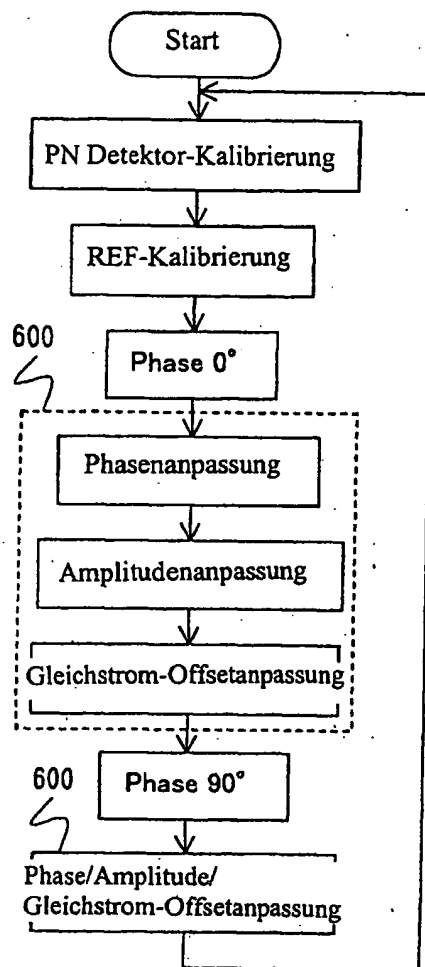 Start
PN Detektor-Kalibrierung
REF-Kalibrierung
600
Phase 0°
Phasenanpassung
Amplitudenanpassung
Gleichstrom-Offsetanpassung
Phase 90°
600
Phase/Amplitude/
Gleichstrom-Offsetanpassung